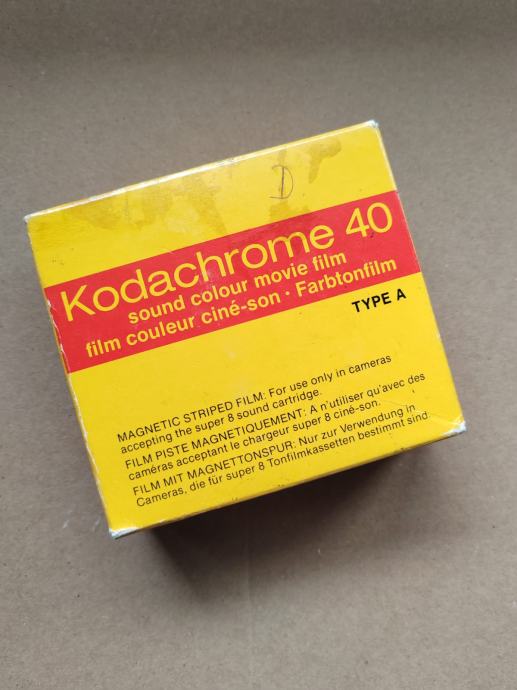 D
Kodachrome 40
sound colour movie film
film couleur ciné-son · Farbtonfilm
TYPE A
MAGNETIC STRIPED FILM: For use only in cameras
accepting the super 8 sound cartridge.
FILM PISTE MAGNETIQUEMENT: A n'utiliser qu'avec des
caméras acceptant le chargeur super 8 ciné-son.
FILM MIT MAGNETTONSPUR: Nur zur Verwendung in
Cameras, die für super 8 Tonfilmkassetten bestimmt sind